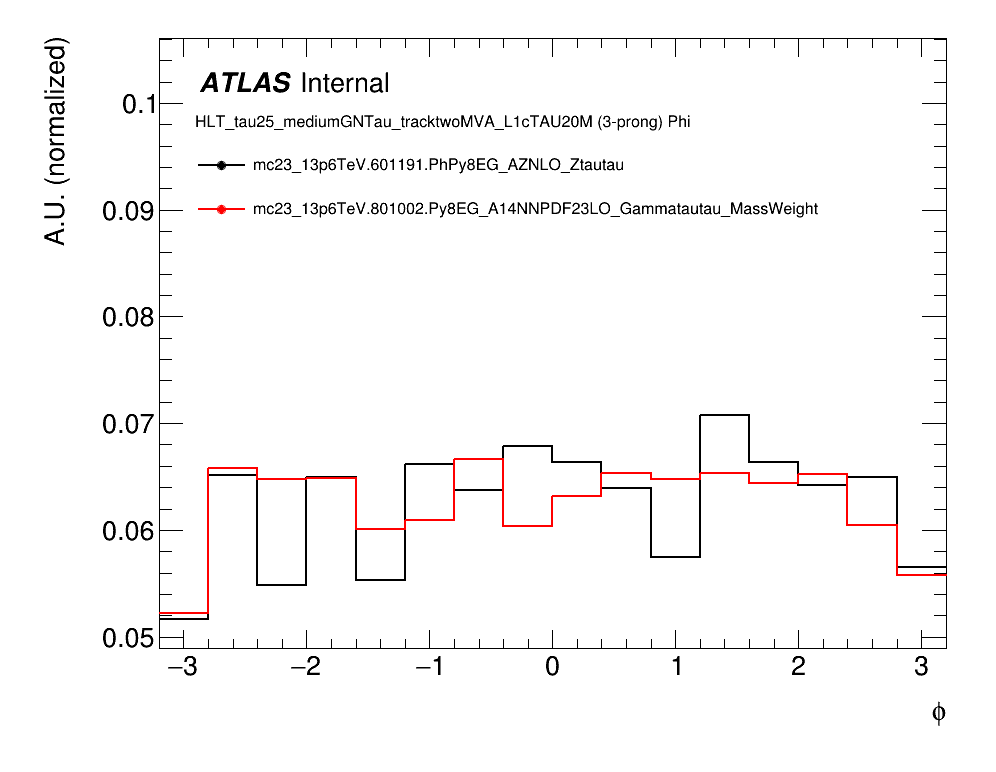 A.U. (normalized)
ATLAS Internal
HLT_tau25_mediumGNTau_tracktwoMVA_L1cTAU20M (3-prong) Phi
mc23_13p6TeV.601191.PhPy8EG_AZNLO_Ztautau
mc23_13p6TeV.801002.Py8EG_A14NNPDF23LO_Gammatautau_MassWeight
0.1
0.09
0.08
0.07
0.06
0.05
−3 −2 −1 0 1 2 3
ϕ